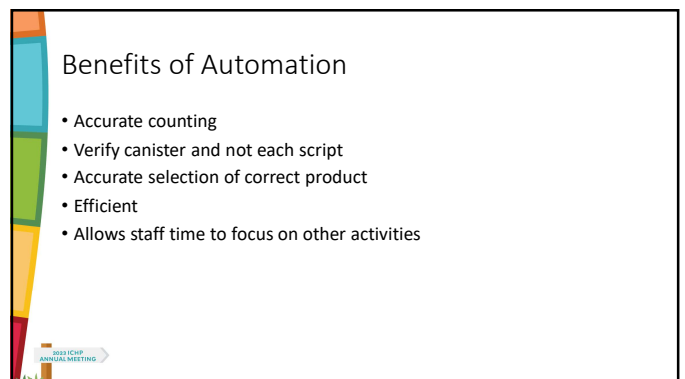 Benefits of Automation
• Accurate counting
• Verify canister and not each script
• Accurate selection of correct product
• Efficient
• Allows staff time to focus on other activities
2023 ICHP
ANNUAL MEETING